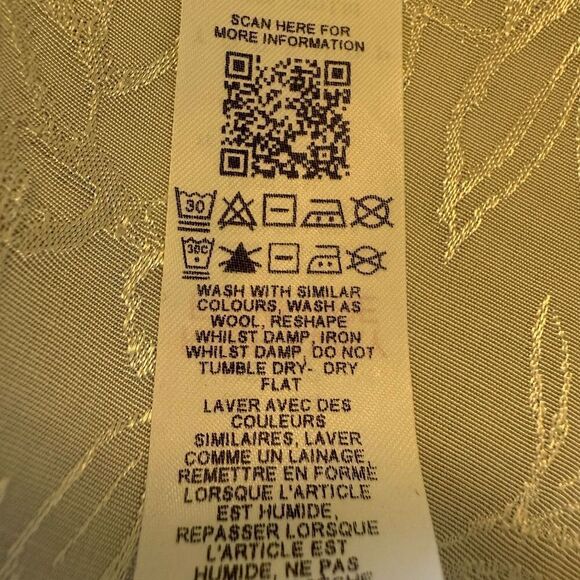 SCAN HERE FOR
MORE INFORMATION
30
30C
WASH WITH SIMILAR
COLOURS, WASH AS
WOOL, RESHAPE
WHILST DAMP, IRON
WHILST DAMP, DO NOT
TUMBLE DRY- DRY
FLAT
LAVER AVEC DES
COULEURS
SIMILAIRES, LAVER
COMME UN LAINAGE,
REMETTRE EN FORME
LORSQUE L'ARTICLE
EST HUMIDE,
REPASSER LORSQUE
L'ARTICLE EST
HUMIDE, NE PAS